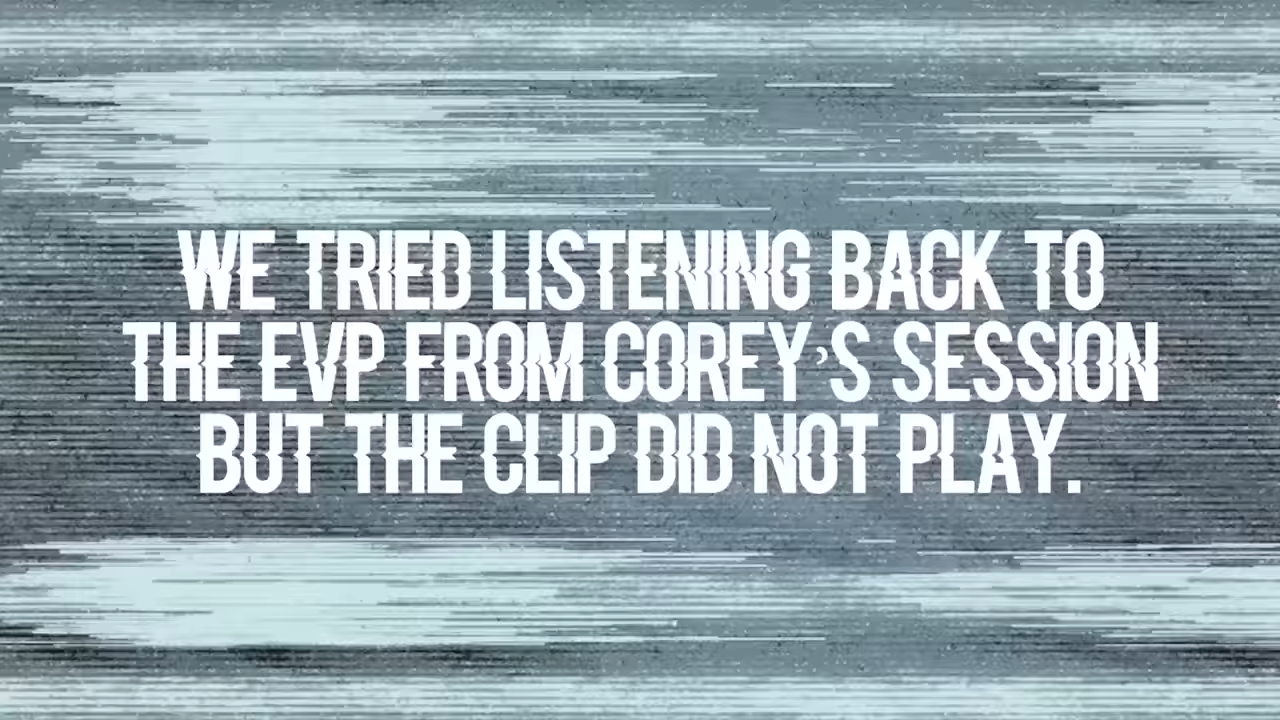 WE TRIED LISTENING BACK TO
THE EVP FROM COREY'S SESSION
BUT THE CLIP DID NOT PLAY.